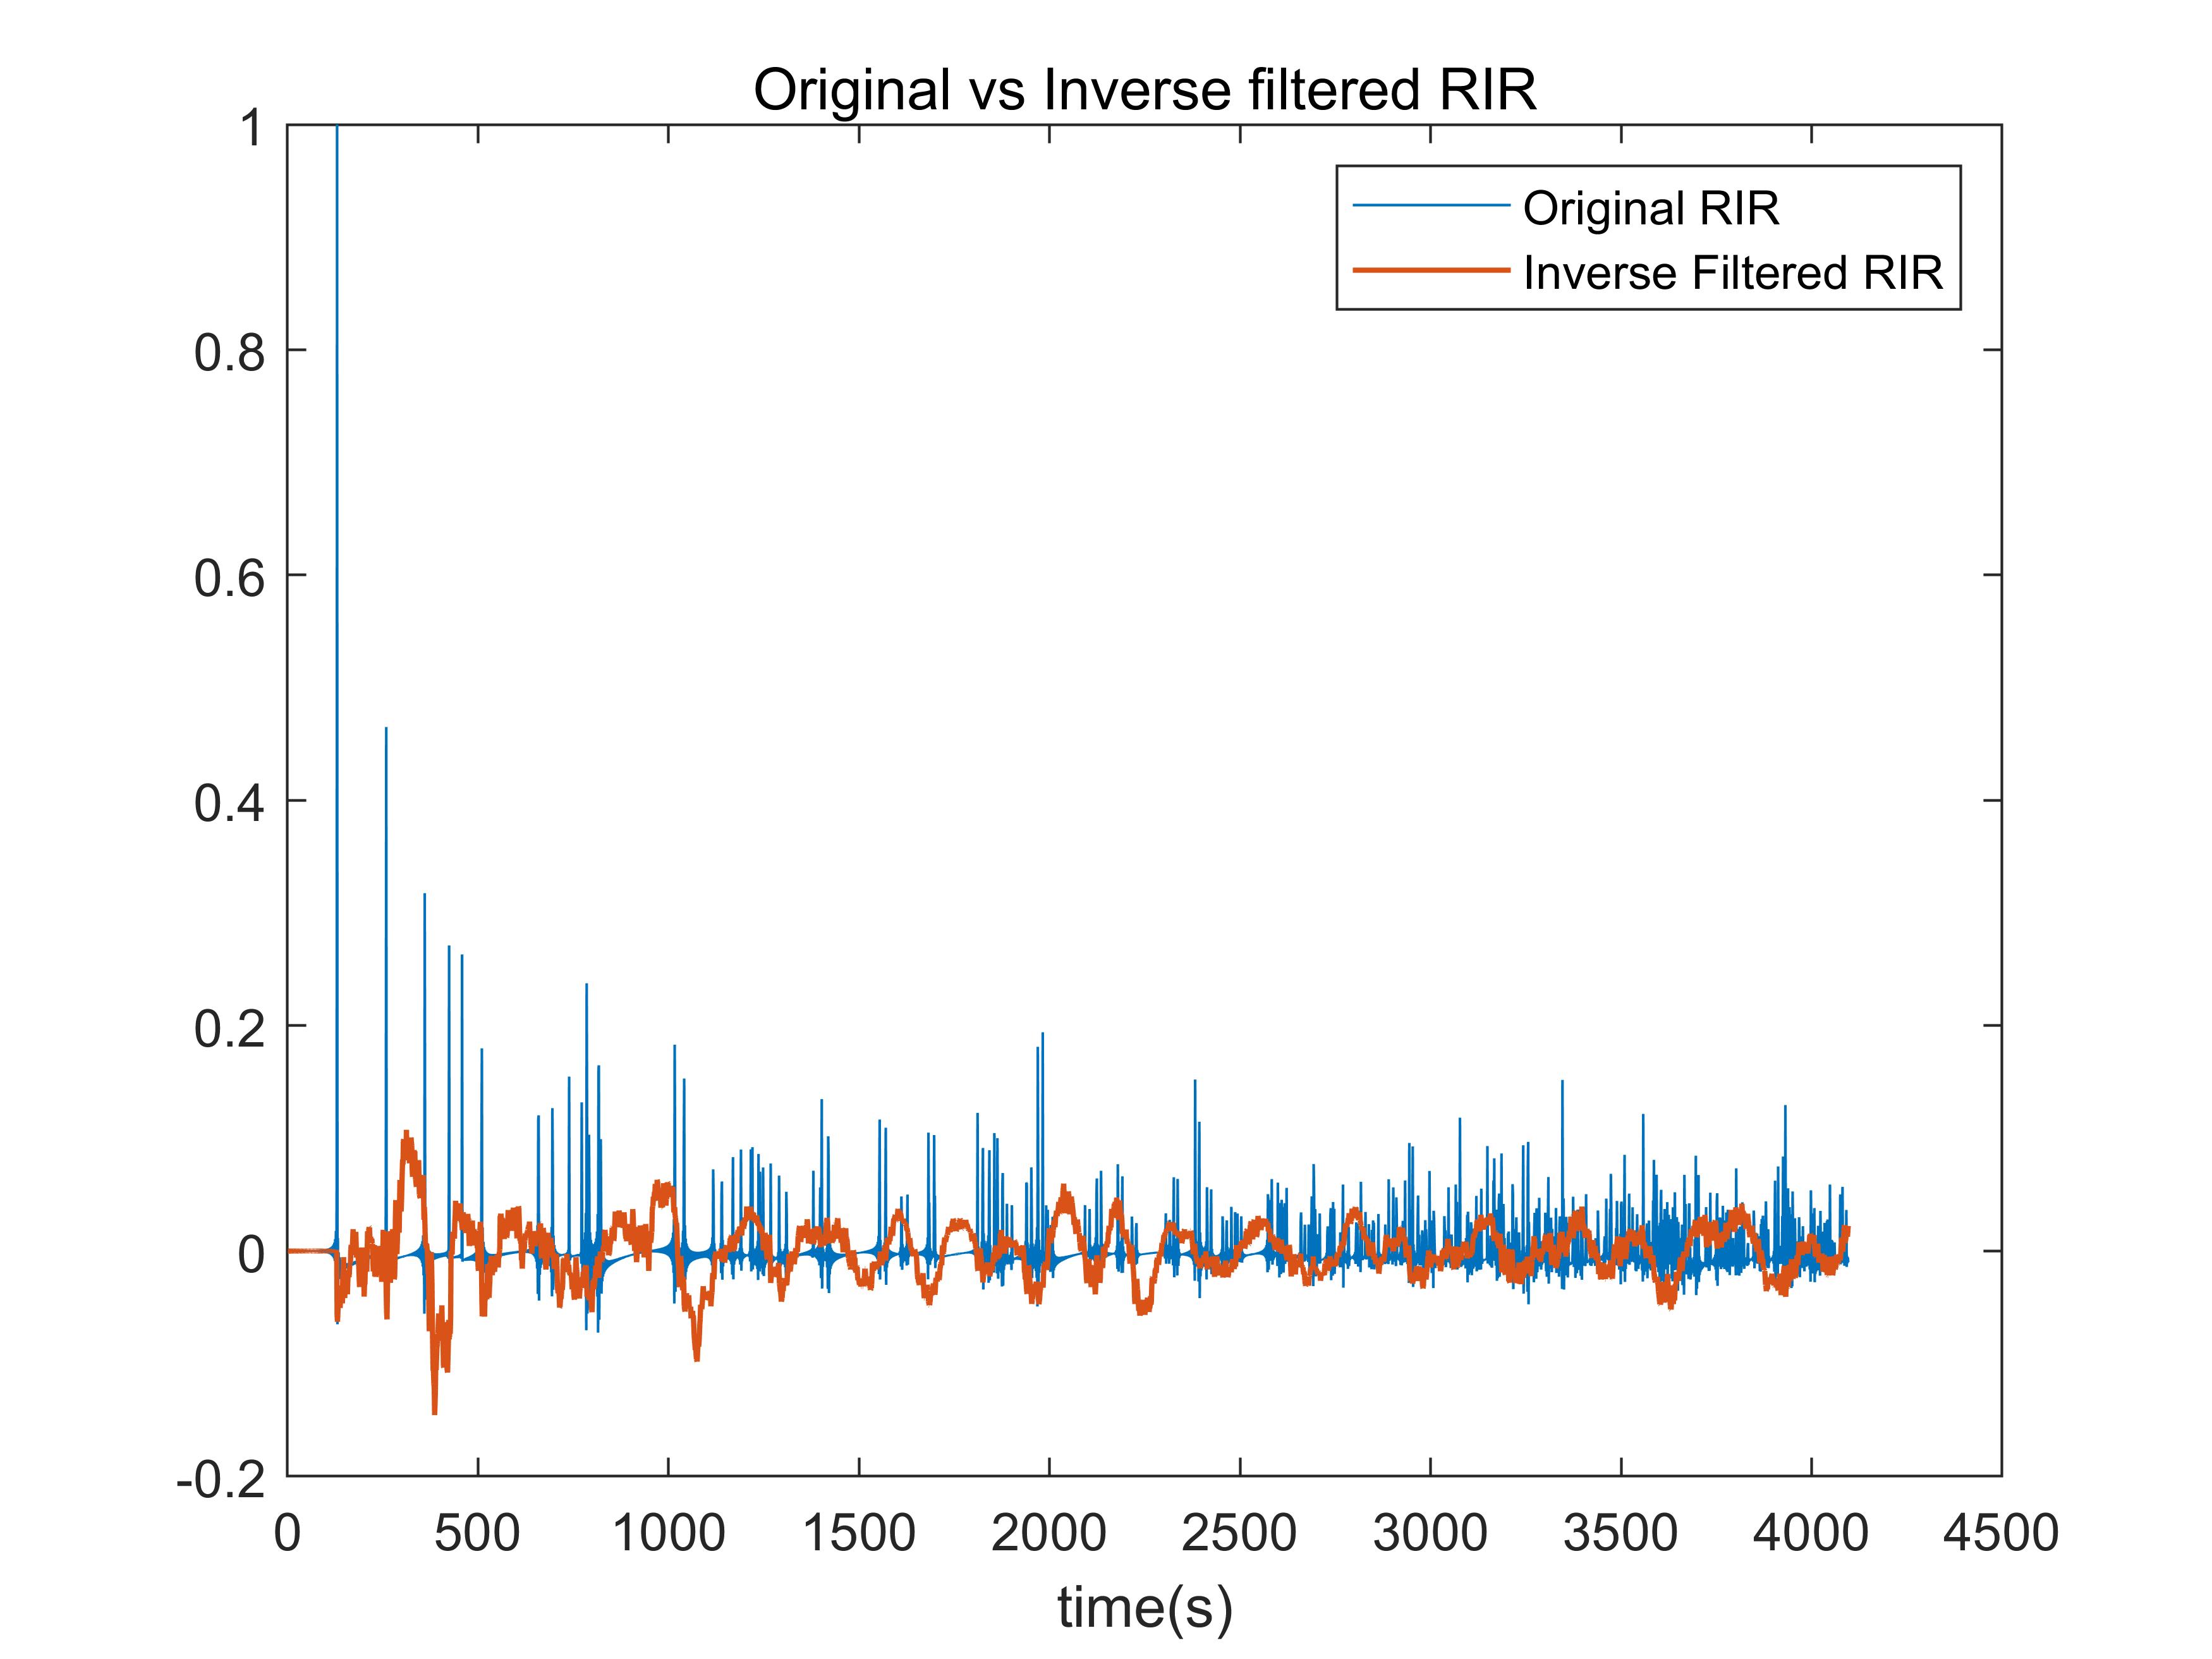 Original vs Inverse filtered RIR
1
0.8
0.6
0.4
0.2
0
-0.2
Original RIR
Inverse Filtered RIR
0 500 1000 1500 2000 2500 3000 3500 4000 4500
time(s)